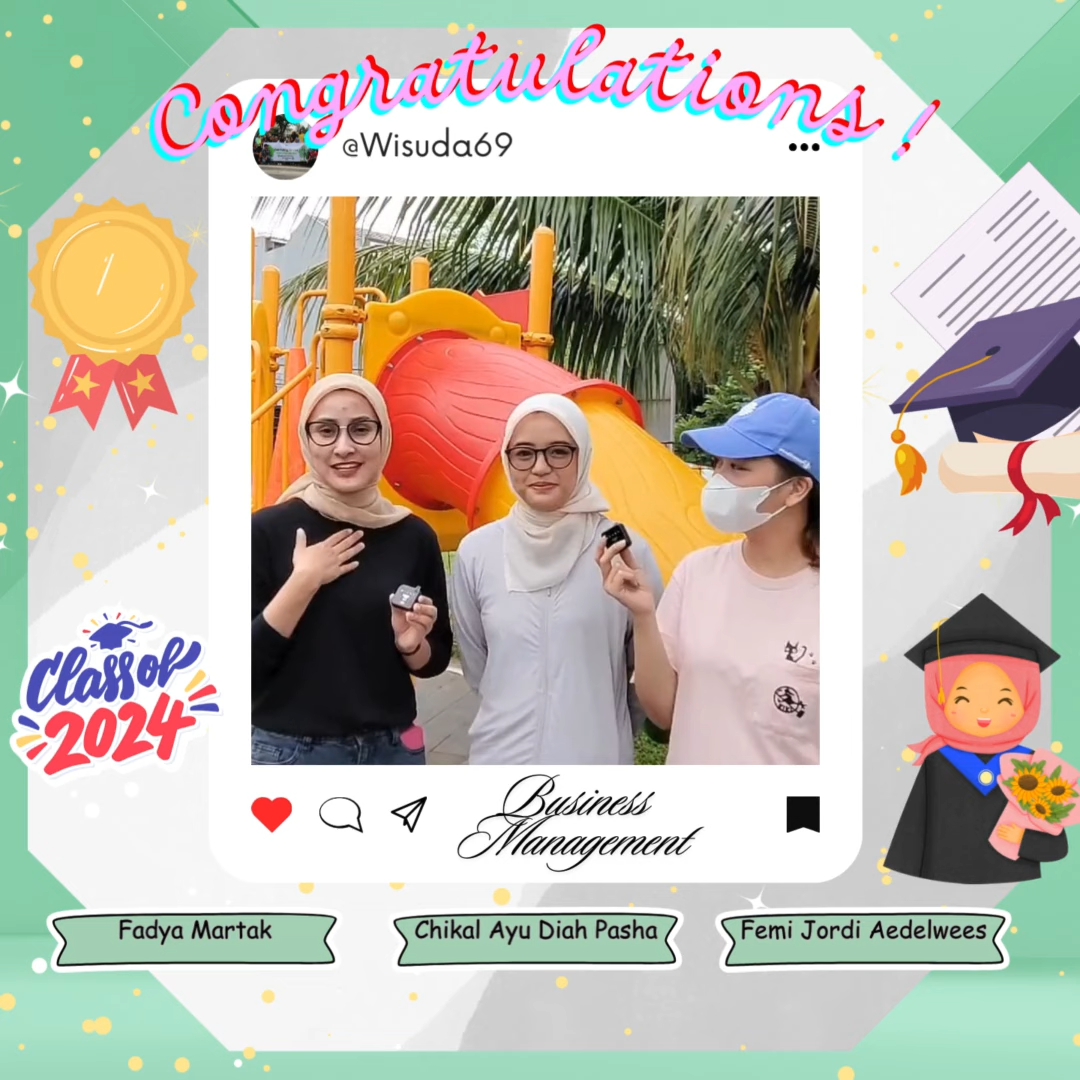 Congratulations!
@Wisuda69
Class of
2024
Business
Management
Fadya Martak
Chikal Ayu Diah Pasha
Femi Jordi Aedelwees